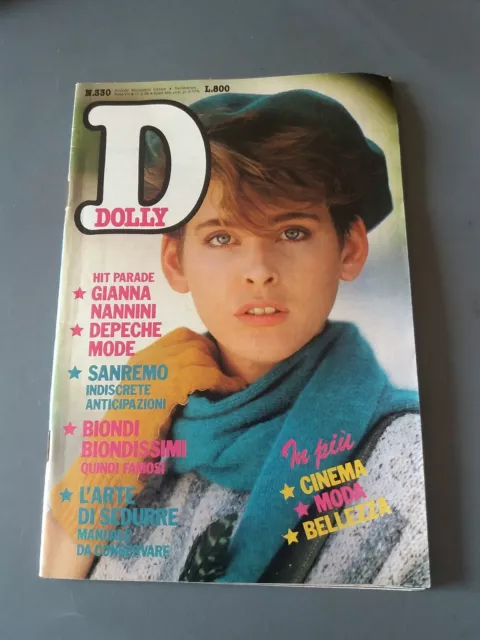 N.330
L.800
D
DOLLY
HIT PARADE
GIANNA
NANNINI
DEPECHE
MODE
SANREMO
INDISCRETE
ANTICIPAZIONI
BIONDI
BIONDISSIMI
QUINDI FAMOSI
L'ARTE
DI SEDURRE
MANUALE
DA CONSERVARE
In più
CINEMA
MODA
BELLEZZA